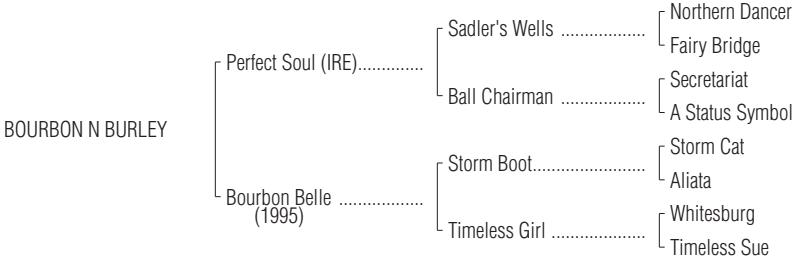 Northern Dancer
Sadler's Wells ...................
Fairy Bridge
Perfect Soul (IRE)..............
Secretariat
Ball Chairman ...................
A Status Symbol
BOURBON N BURLEY
Storm Cat
Storm Boot.........................
Aliata
Bourbon Belle ...................
(1995)
Whitesburg
Timeless Girl .....................
Timeless Sue